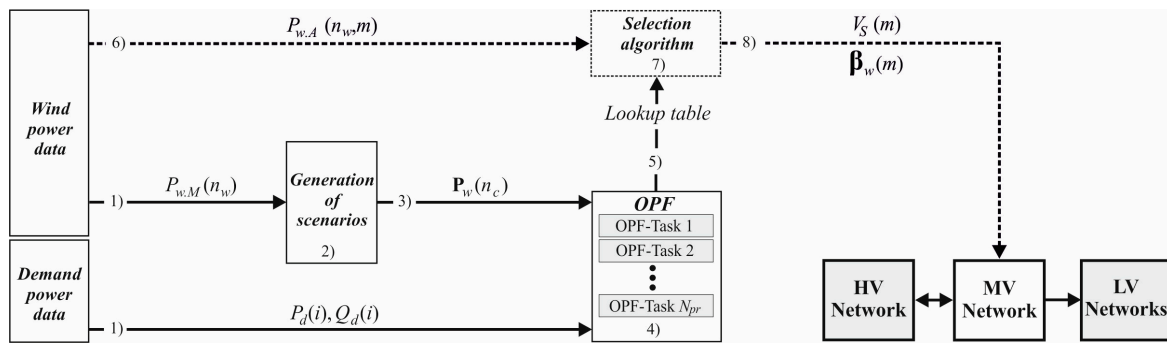 Wind
power
data
6)
P_{w.A} (n_w,m)
Selection
algorithm
7)
8)
V_S (m)
β_w(m)
Lookup table
5)
1)
P_{w.M}(n_w)
Generation
of
scenarios
2)
3)
P_w(n_c)
OPF
OPF-Task 1
OPF-Task 2
OPF-Task N_{pr}
4)
Demand
power
data
1)
P_d(i),Q_d(i)
HV
Network
MV
Network
LV
Networks